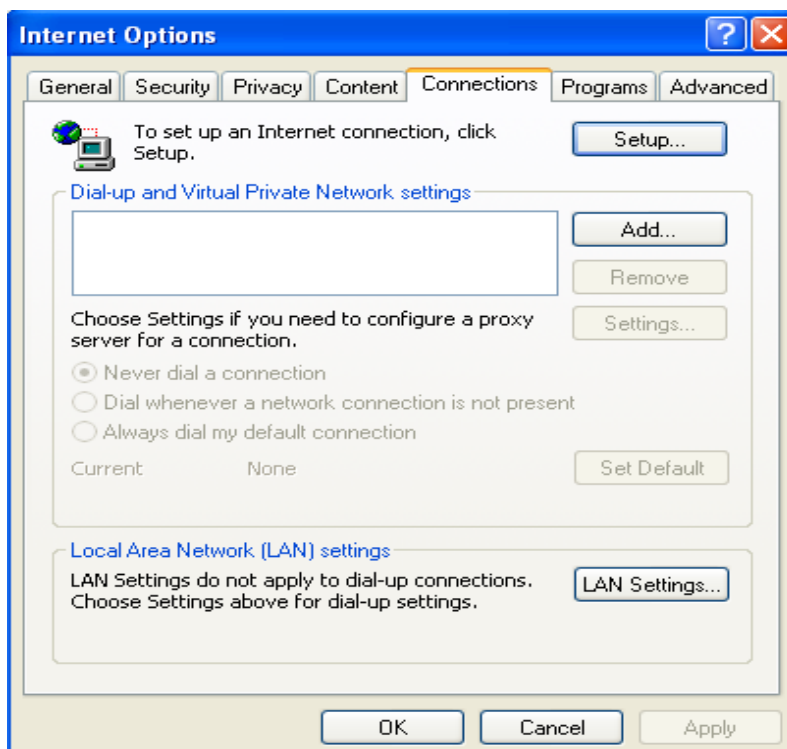 Internet Options
General Security Privacy Content Connections Programs Advanced
To set up an Internet connection, click
Setup.
Setup...
Dial-up and Virtual Private Network settings
Add...
Remove
Choose Settings if you need to configure a proxy
server for a connection.
Settings...
Never dial a connection
Dial whenever a network connection is not present
Always dial my default connection
Current None Set Default
Local Area Network (LAN) settings
LAN Settings do not apply to dial-up connections.
Choose Settings above for dial-up settings.
LAN Settings...
OK Cancel Apply